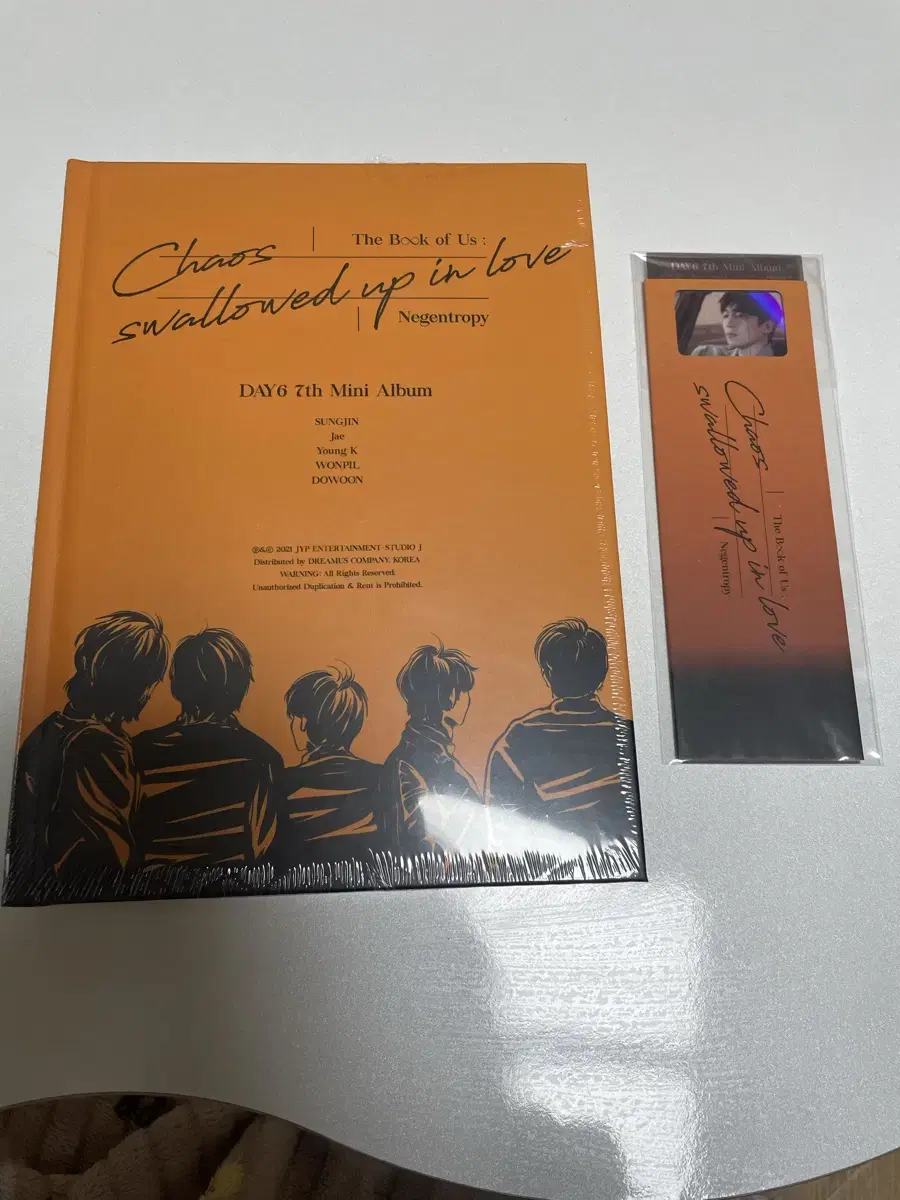 The Book of Us :
Chaos
swallowed up in love
Negentropy
DAY6 7th Mini Album
SUNGJIN
Jae
Young K
WONPIL
DOWOON
℗&© 2021 JYP ENTERTAINMENT·STUDIO J
Distributed by DREAMUS COMPANY. KOREA
WARNING: All Rights Reserved.
Unauthorized Duplication & Rent is Prohibited.
DAY6 7th Mini Album
The Book of Us :
Chaos
swallowed up in love
Negentropy